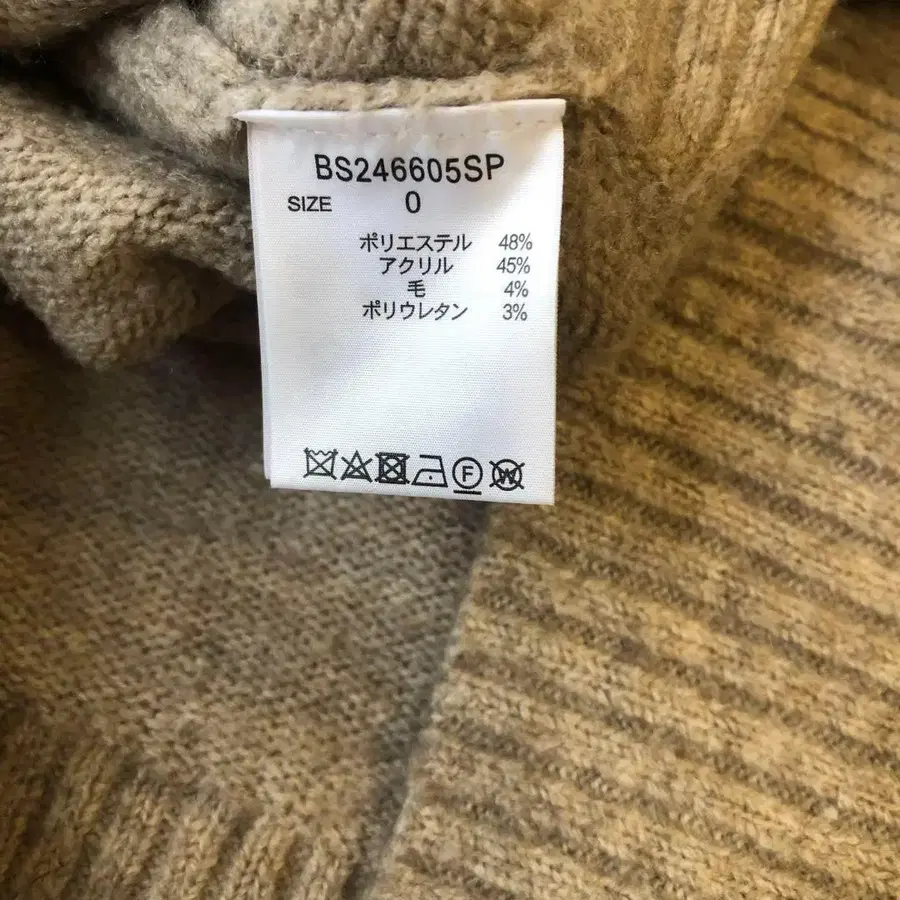 BS246605SP
SIZE 0
ポリエステル 48%
アクリル 45%
毛 4%
ポリウレタン 3%
F W